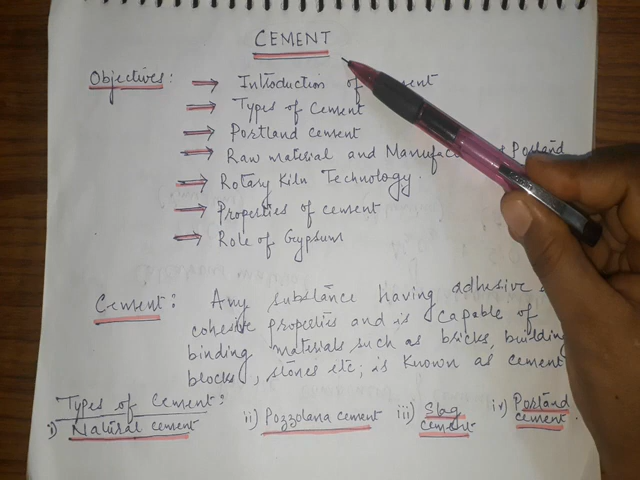 CEMENT
Objectives: → Introduction of
→ Types of Cement
→ Portland cement
→ Raw material and Porland
→ Rotary Kiln Technology.
→ Properties of cement
→ Role of Gypsum
Cement: Any substance having adhesive
cohesive properties and is capable of
binding materials such as bricks, building
blocks, stones etc; is known as cement
Types of Cement:
i) Natural cement ii) Pozzolana cement iii) Slag cement iv) Porland cement.